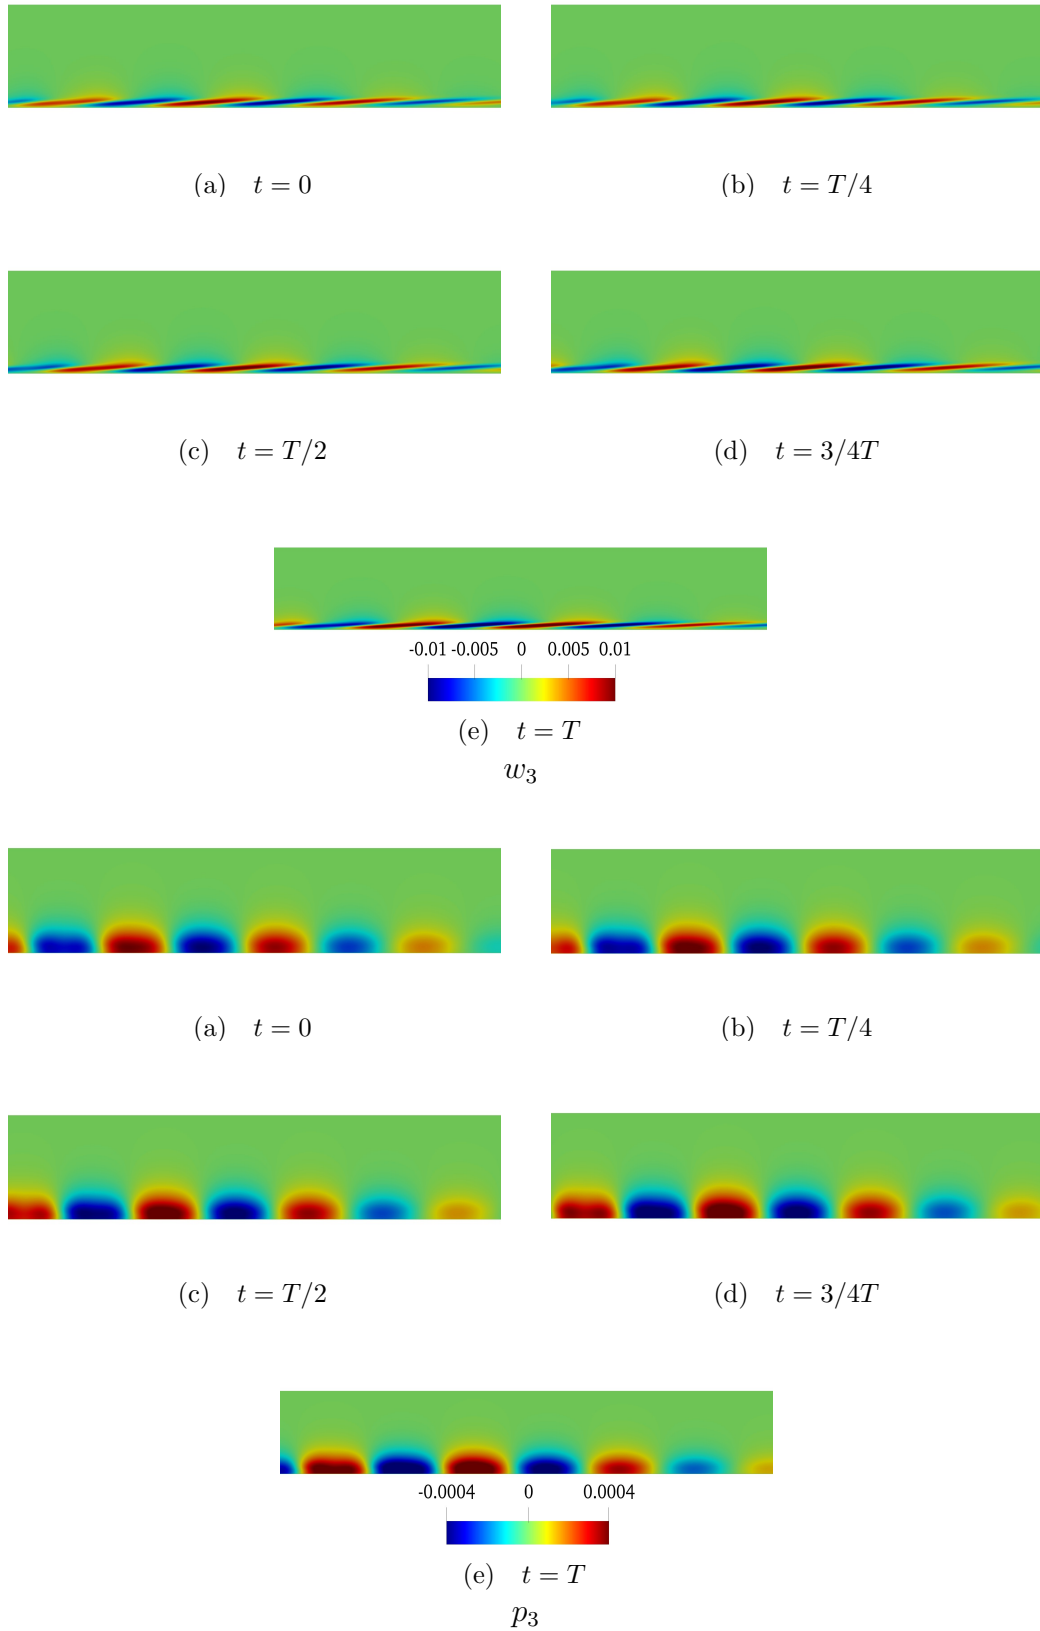 (a) t = 0
(b) t = T/4
(c) t = T/2
(d) t = 3/4T
-0.01 -0.005 0 0.005 0.01
(e) t = T
w₃
(a) t = 0
(b) t = T/4
(c) t = T/2
(d) t = 3/4T
-0.0004 0 0.0004
(e) t = T
p₃